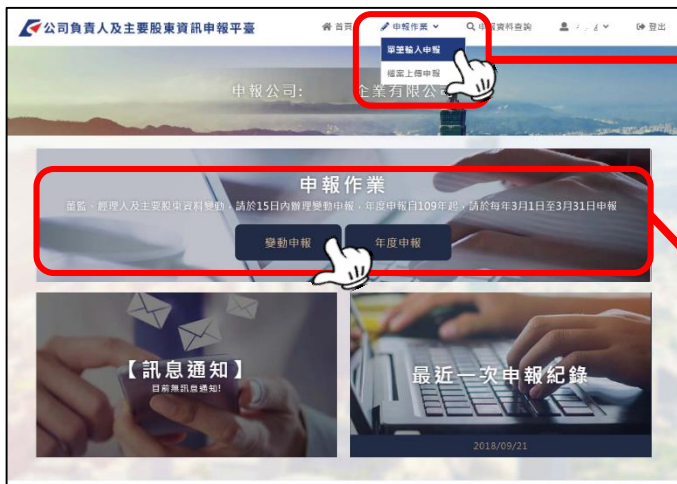 公司負責人及主要股東資訊申報平臺
首頁
申報作業
申報資料查詢
登出
單筆輸入申報
檔案上傳申報
申報公司: 企業有限公
申報作業
董監、經理人及主要股東資料變動,請於15日內辦理變動申報,年度申報自109年起,請於每年3月1日至3月31日申報
變動申報
年度申報
【訊息通知】
目前無訊息通知!
最近一次申報紀錄
2018/09/21